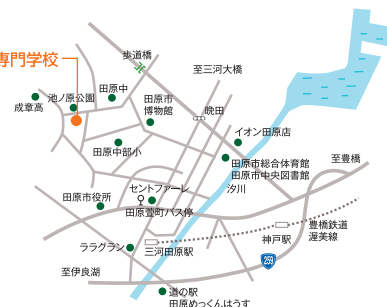 歩道橋
至三河大橋
専門学校
田原中
池ノ原公園
成章高
田原市
博物館
晩田
イオン田原店
田原中部小
至豊橋
田原市総合体育館
田原市中央図書館
汐川
田原市役所
セントファーレ
田原萱町バス停
豊橋鉄道
渥美線
神戸駅
ララグラン
三河田原駅
259
至伊良湖
道の駅
田原めっくんはうす